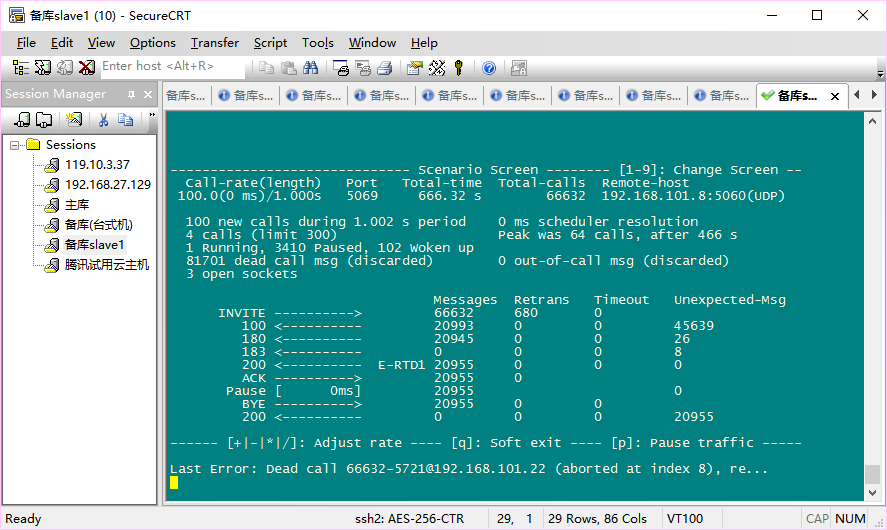 备库slave1 (10) - SecureCRT
File Edit View Options Transfer Script Tools Window Help
Enter host <Alt+R>
Session Manager
备库s... 备库s... 备库s... 备库s... 备库s... 备库s... 备库s... 备库s... 备库s... 备库s...
Sessions
119.10.3.37
192.168.27.129
主库
备库(台式机)
备库slave1
腾讯试用云主机
------------------------------ Scenario Screen -------- [1-9]: Change Screen --
Call-rate(length) Port Total-time Total-calls Remote-host
100.0(0 ms)/1.000s 5069 666.32 s 66632 192.168.101.8:5060(UDP)
100 new calls during 1.002 s period 0 ms scheduler resolution
4 calls (limit 300) Peak was 64 calls, after 466 s
1 Running, 3410 Paused, 102 Woken up
81701 dead call msg (discarded) 0 out-of-call msg (discarded)
3 open sockets
Messages Retrans Timeout Unexpected-Msg
INVITE ----------> 66632 680 0
100 <---------- 20993 0 0 45639
180 <---------- 20945 0 0 26
183 <---------- 0 0 0 8
200 <---------- E-RTD1 20955 0 0 0
ACK ----------> 20955 0
Pause [ 0ms] 20955 0
BYE ----------> 20955 0 0
200 <---------- 0 0 0 20955
------ [+|-|*|/]: Adjust rate ---- [q]: Soft exit ---- [p]: Pause traffic -----
Last Error: Dead call 66632-5721@192.168.101.22 (aborted at index 8), re...
Ready ssh2: AES-256-CTR 29, 1 29 Rows, 86 Cols VT100 CAP NUM